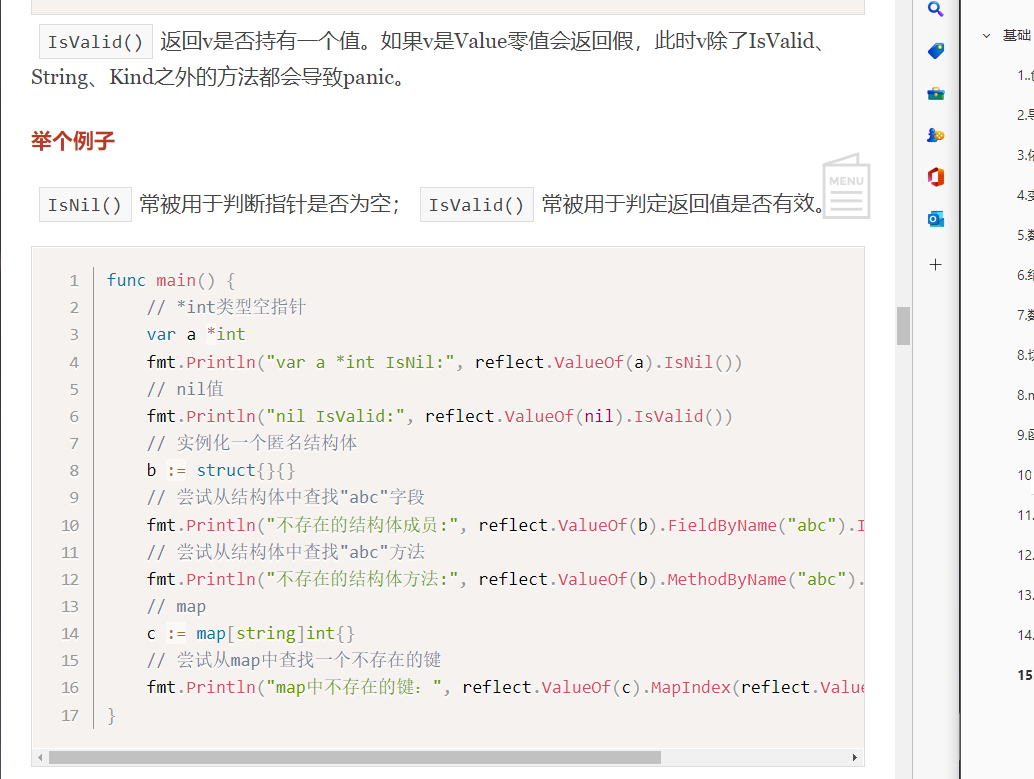 IsValid() 返回v是否持有一个值。如果v是Value零值会返回假，此时v除了IsValid、
String、Kind之外的方法都会导致panic。
举个例子
MENU
IsNil() 常被用于判断指针是否为空； IsValid() 常被用于判定返回值是否有效。
1 func main() {
2 // *int类型空指针
3 var a *int
4 fmt.Println("var a *int IsNil:", reflect.ValueOf(a).IsNil())
5 // nil值
6 fmt.Println("nil IsValid:", reflect.ValueOf(nil).IsValid())
7 // 实例化一个匿名结构体
8 b := struct{}{}
9 // 尝试从结构体中查找"abc"字段
10 fmt.Println("不存在的结构体成员:", reflect.ValueOf(b).FieldByName("abc").I
11 // 尝试从结构体中查找"abc"方法
12 fmt.Println("不存在的结构体方法:", reflect.ValueOf(b).MethodByName("abc").
13 // map
14 c := map[string]int{}
15 // 尝试从map中查找一个不存在的键
16 fmt.Println("map中不存在的键：", reflect.ValueOf(c).MapIndex(reflect.Value
17 }
基础
1..
2.
3.
4.
5.
6.
7.
8.
8.m
9.
10
11.
12.
13.
14.
15